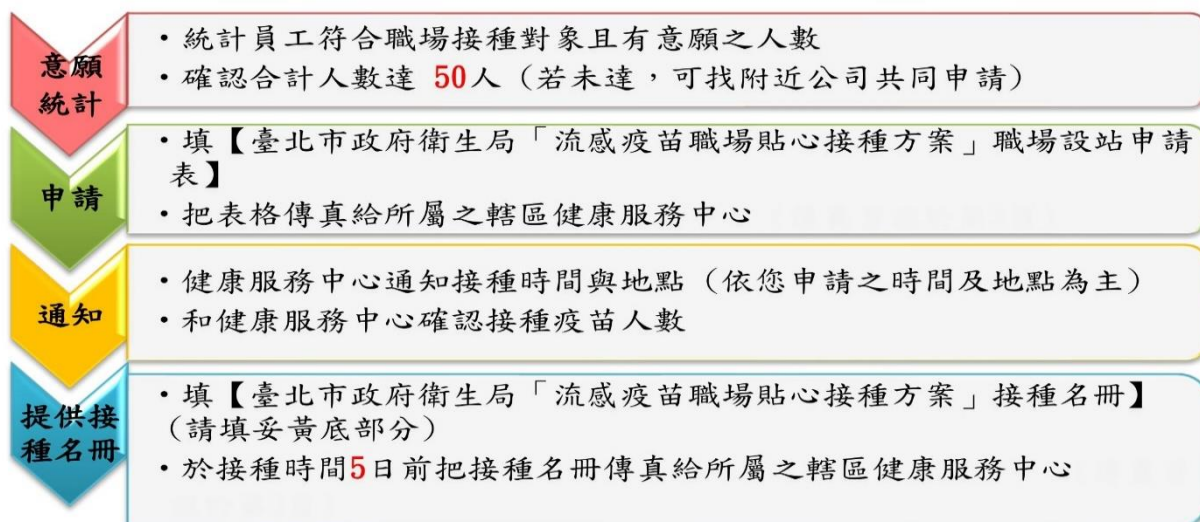 意願
統計
・統計員工符合職場接種對象且有意願之人數
・確認合計人數達 50人（若未達，可找附近公司共同申請）
申請
・填【臺北市政府衛生局「流感疫苗職場貼心接種方案」職場設站申請
表】
・把表格傳真給所屬之轄區健康服務中心
通知
・健康服務中心通知接種時間與地點（依您申請之時間及地點為主）
・和健康服務中心確認接種疫苗人數
提供接
種名冊
・填【臺北市政府衛生局「流感疫苗職場貼心接種方案」接種名冊】
（請填妥黃底部分）
・於接種時間5日前把接種名冊傳真給所屬之轄區健康服務中心